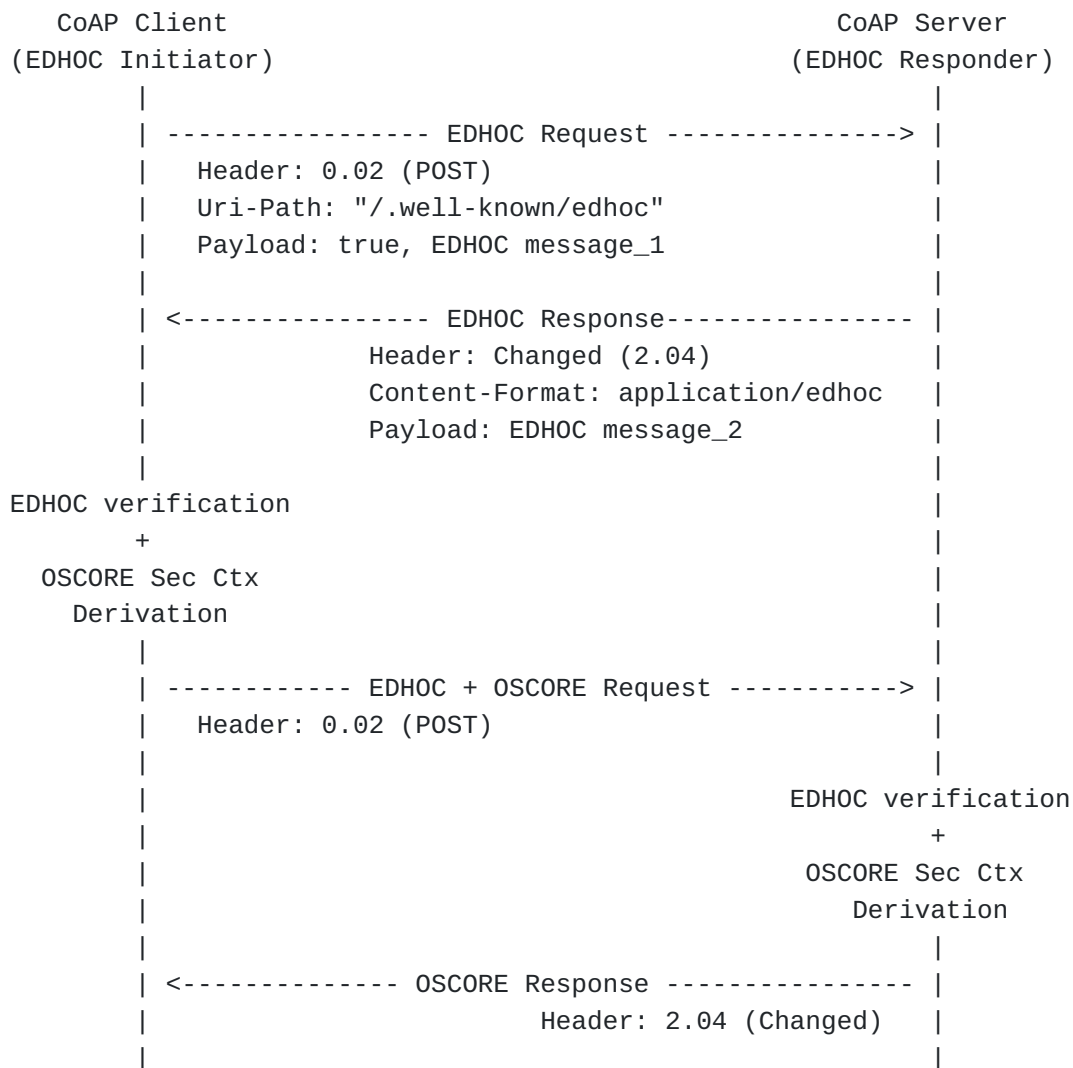 CoAP Client                                       CoAP Server
(EDHOC Initiator)                                 (EDHOC Responder)
        |                                                  |
        | ----------------- EDHOC Request ---------------> |
        |   Header: 0.02 (POST)                            |
        |   Uri-Path: "/.well-known/edhoc"                 |
        |   Payload: true, EDHOC message_1                 |
        |                                                  |
        | <---------------- EDHOC Response---------------- |
        |              Header: Changed (2.04)              |
        |              Content-Format: application/edhoc   |
        |              Payload: EDHOC message_2            |
        |                                                  |
EDHOC verification                                         |
        +                                                  |
  OSCORE Sec Ctx                                           |
    Derivation                                             |
        |                                                  |
        | ------------ EDHOC + OSCORE Request -----------> |
        |   Header: 0.02 (POST)                            |
        |                                                  |
        |                                         EDHOC verification
        |                                                  +
        |                                          OSCORE Sec Ctx
        |                                             Derivation
        |                                                  |
        | <-------------- OSCORE Response ---------------- |
        |                         Header: 2.04 (Changed)   |
        |                                                  |